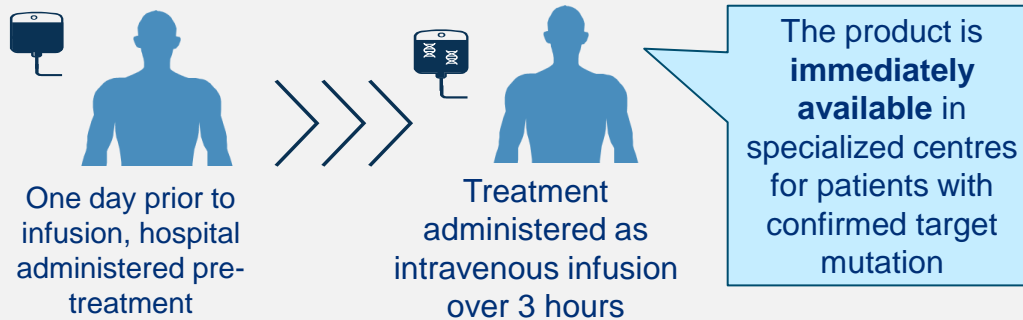 One day prior to
infusion, hospital
administered pre-
treatment
Treatment
administered as
intravenous infusion
over 3 hours
The product is
immediately
available in
specialized centres
for patients with
confirmed target
mutation